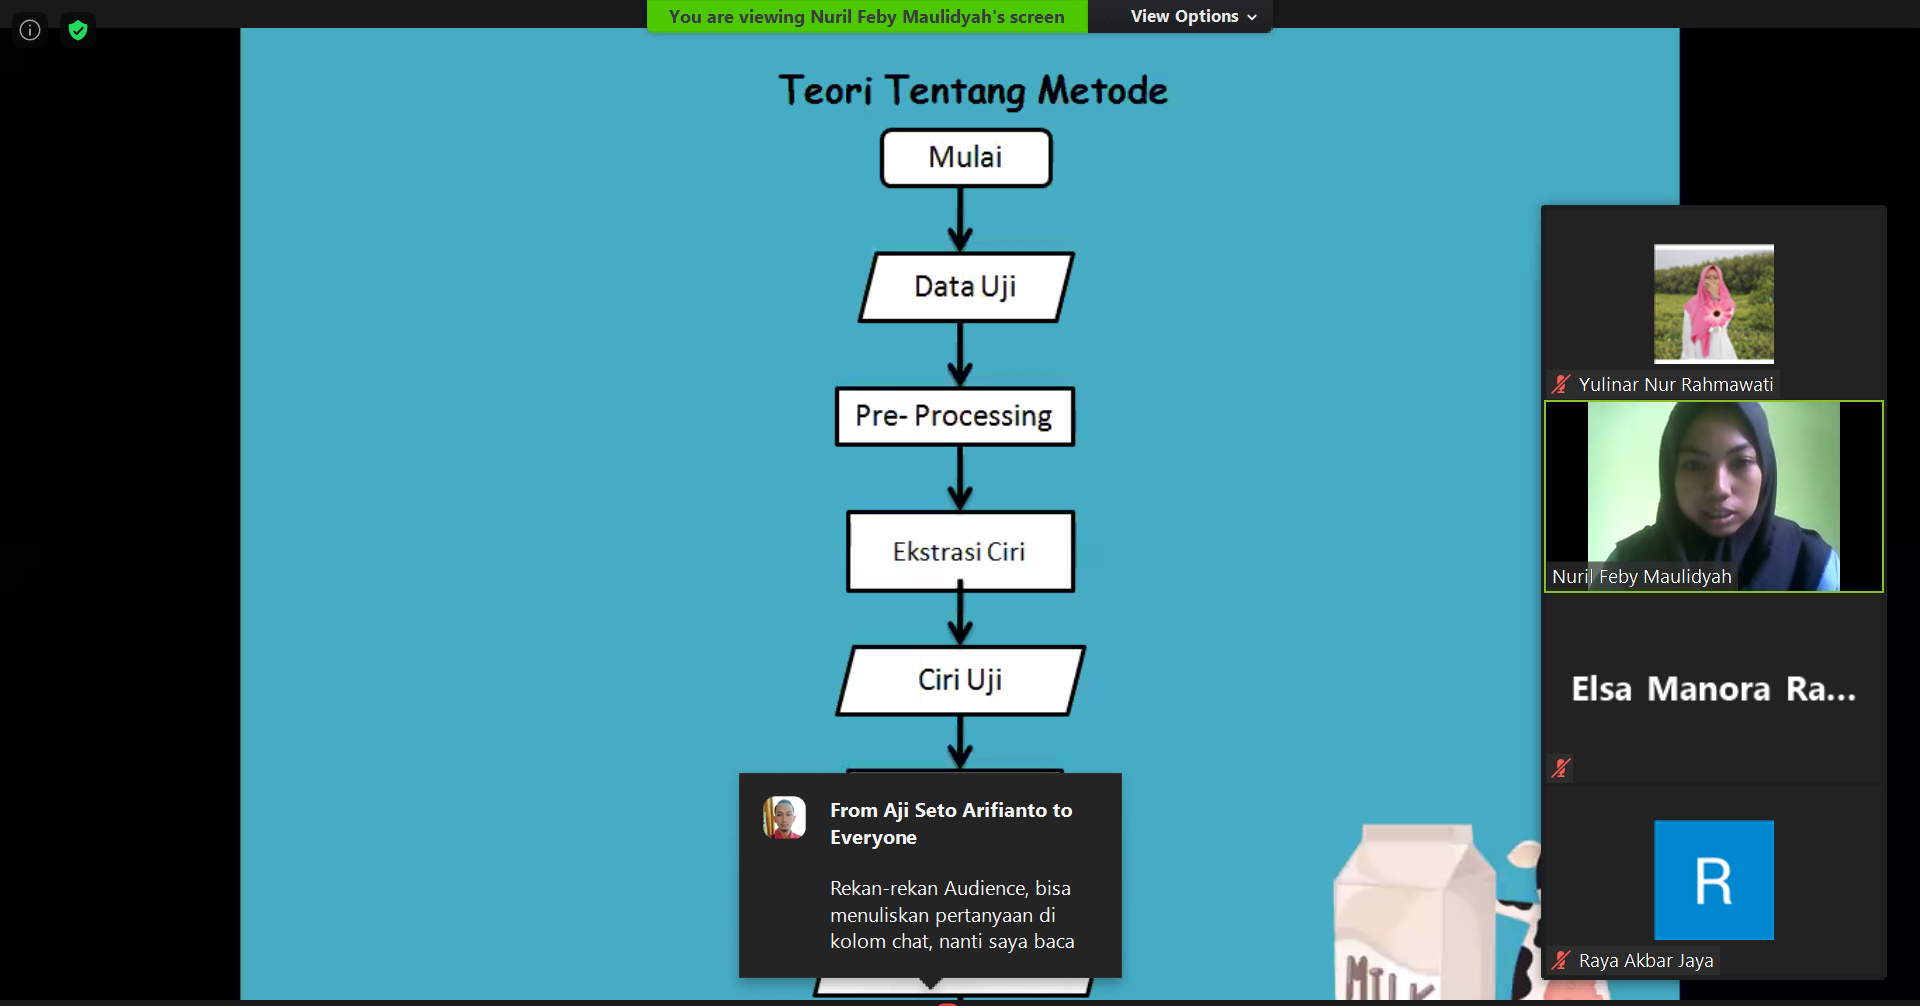 You are viewing Nuril Feby Maulidyah's screen
View Options
Teori Tentang Metode
Mulai
Data Uji
Pre- Processing
Ekstrasi Ciri
Ciri Uji
From Aji Seto Arifianto to
Everyone
Rekan-rekan Audience, bisa
menuliskan pertanyaan di
kolom chat, nanti saya baca
MILK
Yulinar Nur Rahmawati
Nuril Feby Maulidyah
Elsa Manora Ra...
R
Raya Akbar Jaya